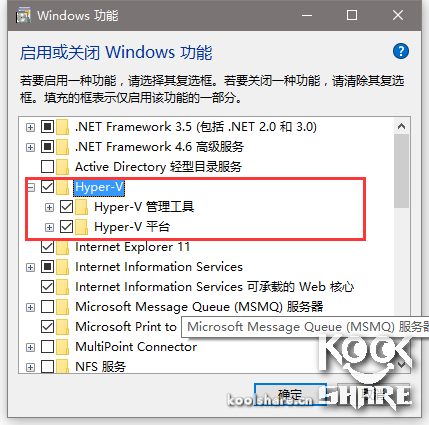 Windows 功能
启用或关闭 Windows 功能
若要启用一种功能，请选择其复选框。若要关闭一种功能，请清除其复选框。填充的框表示仅启用该功能的一部分。
.NET Framework 3.5 (包括 .NET 2.0 和 3.0)
.NET Framework 4.6 高级服务
Active Directory 轻型目录服务
Hyper-V
Hyper-V 管理工具
Hyper-V 平台
Internet Explorer 11
Internet Information Services
Internet Information Services 可承载的 Web 核心
Microsoft Message Queue (MSMQ) 服务器
Microsoft Print to
Microsoft Message Queue (MSMQ) 服务器
MultiPoint Connector
NFS 服务
确定
koolshare.cn
KOOL
SHARE